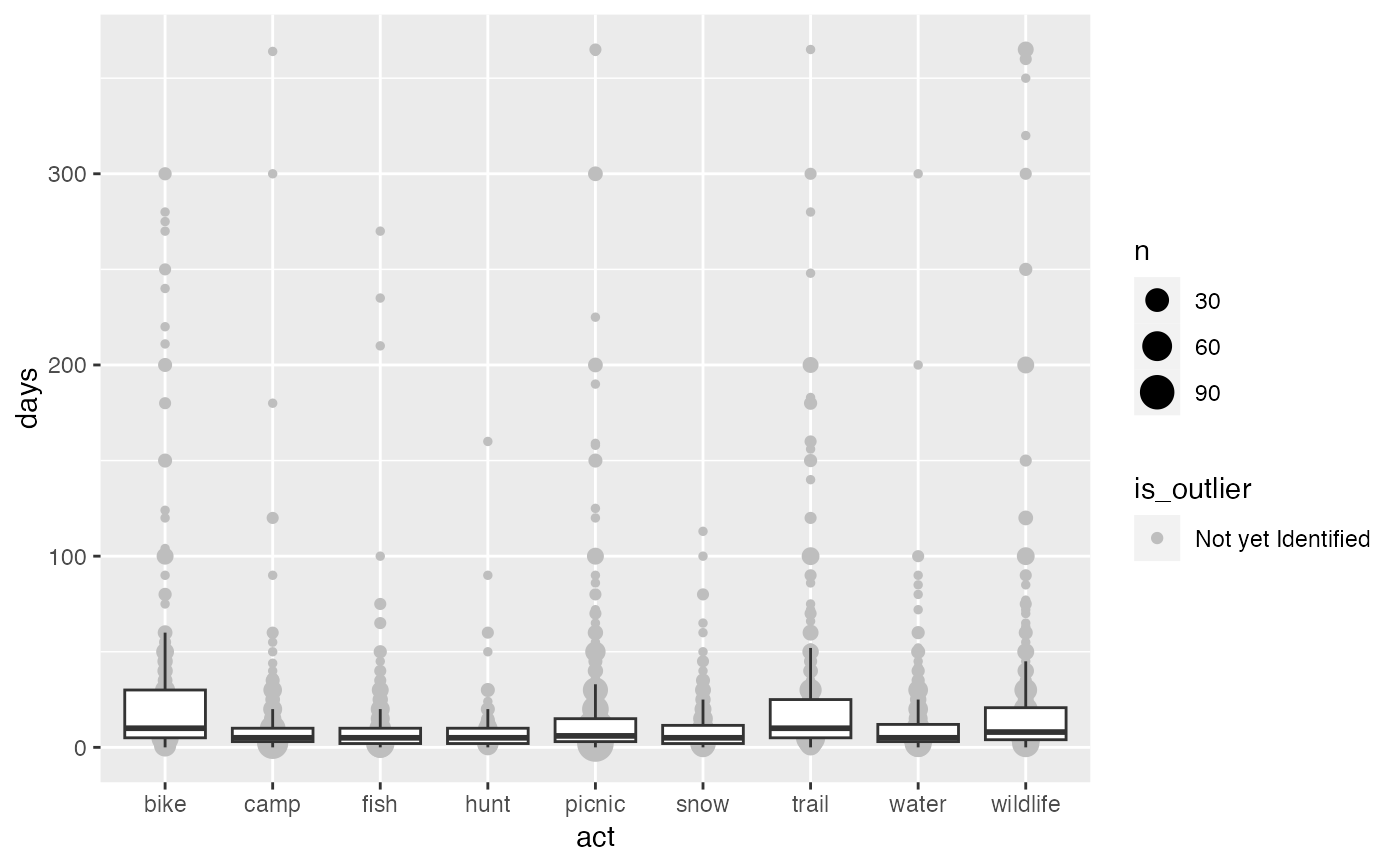 300
200
100
0
days
bike camp fish hunt picnic snow trail water wildlife
act
n
30
60
90
is_outlier
Not yet Identified